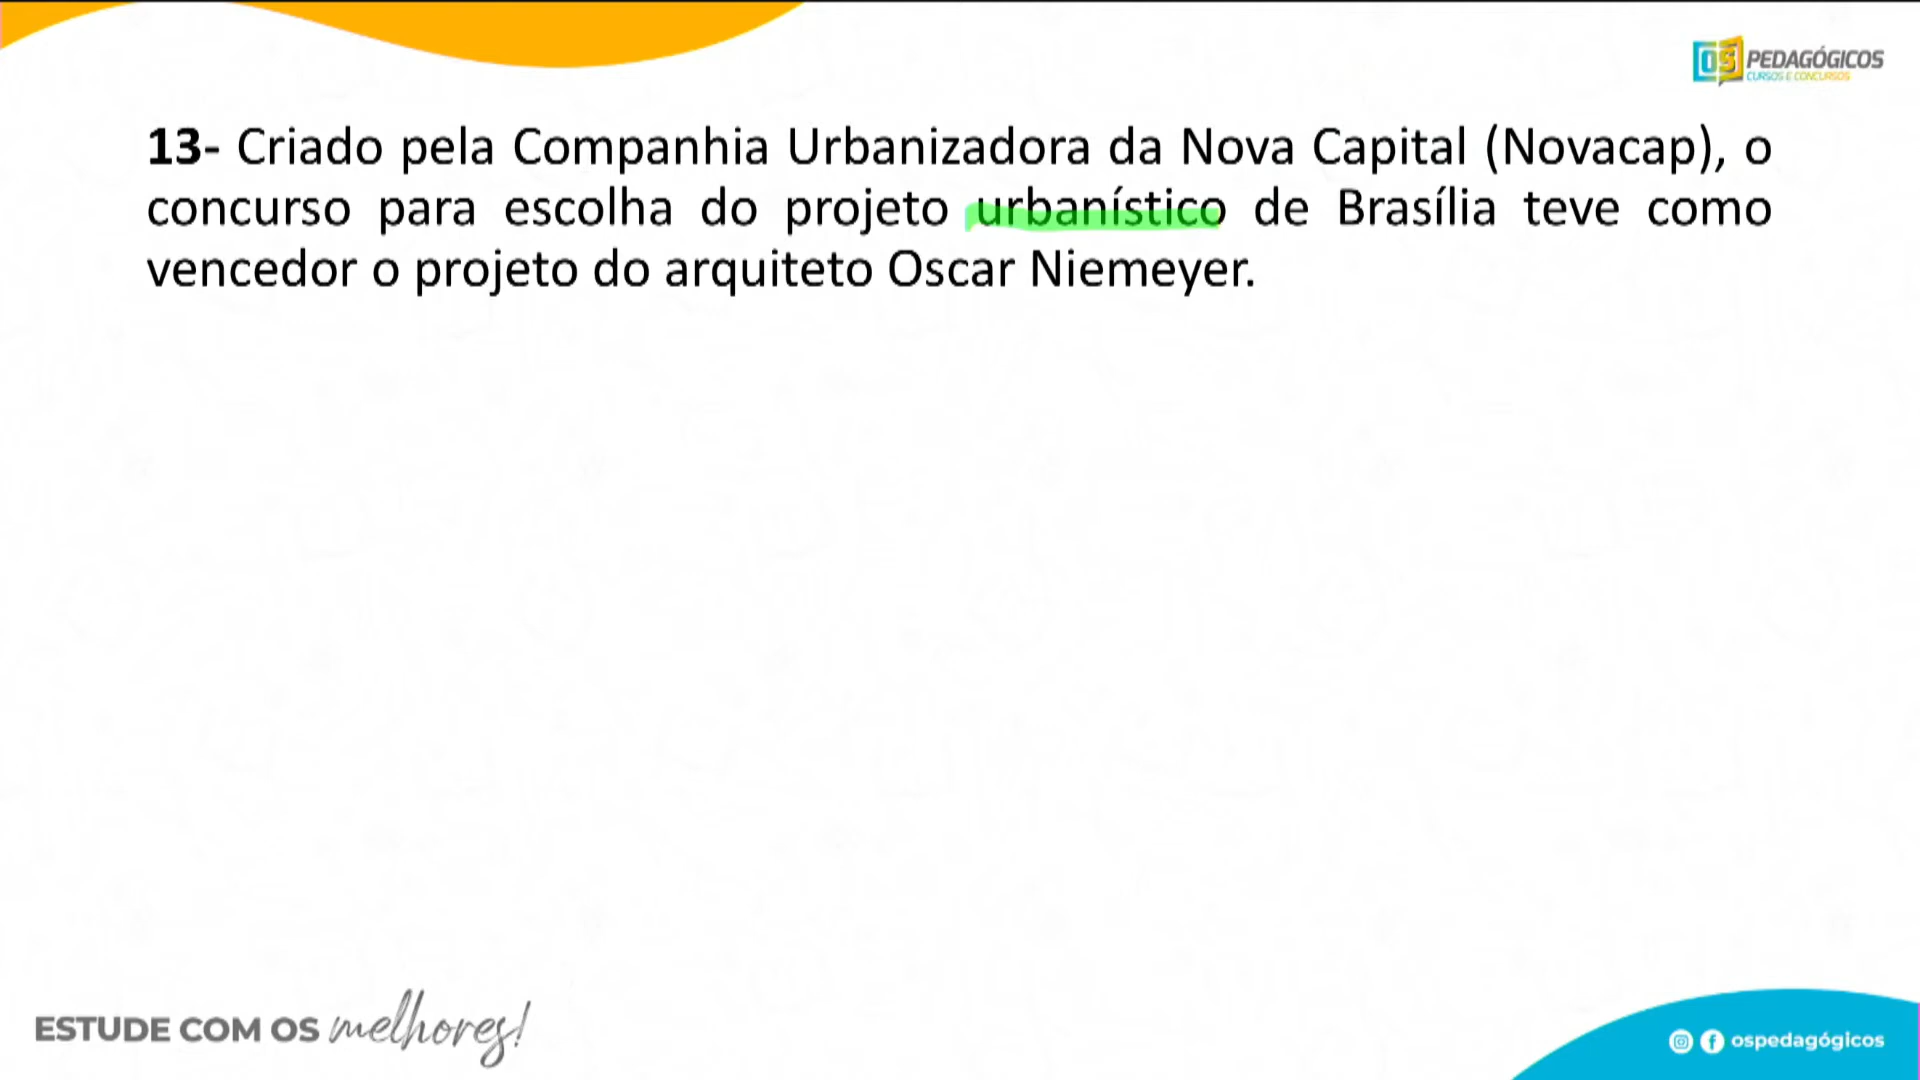 OS PEDAGÓGICOS
CURSOS E CONCURSOS
13- Criado pela Companhia Urbanizadora da Nova Capital (Novacap), o
concurso para escolha do projeto urbanístico de Brasília teve como
vencedor o projeto do arquiteto Oscar Niemeyer.
ESTUDE COM OS melhores!
ospedagógicos